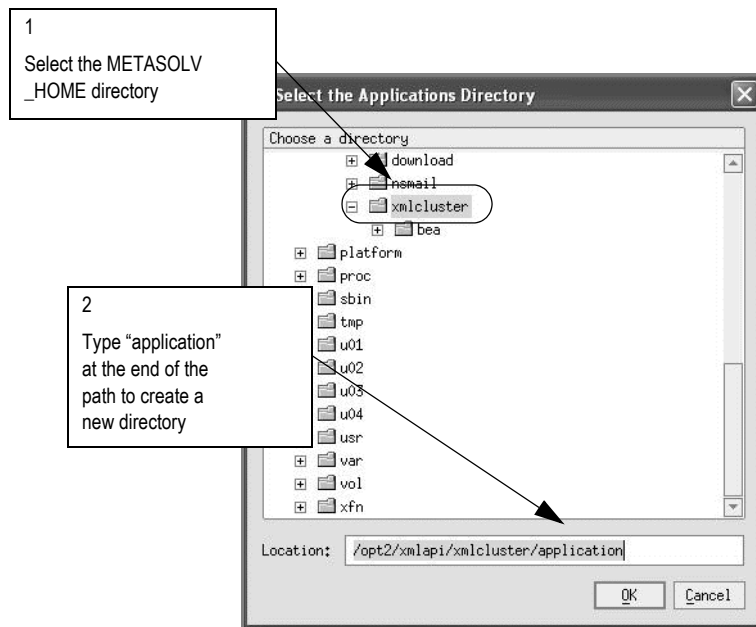 1
Select the METASOLV
_HOME directory
Select the Applications Directory
Choose a directory
download
nsmail
xmlcluster
bea
platform
proc
sbin
tmp
u01
u02
u03
u04
usr
var
vol
xfn
2
Type “application”
at the end of the
path to create a
new directory
Location: /opt2/xmlapi/xmlcluster/application
OK Cancel